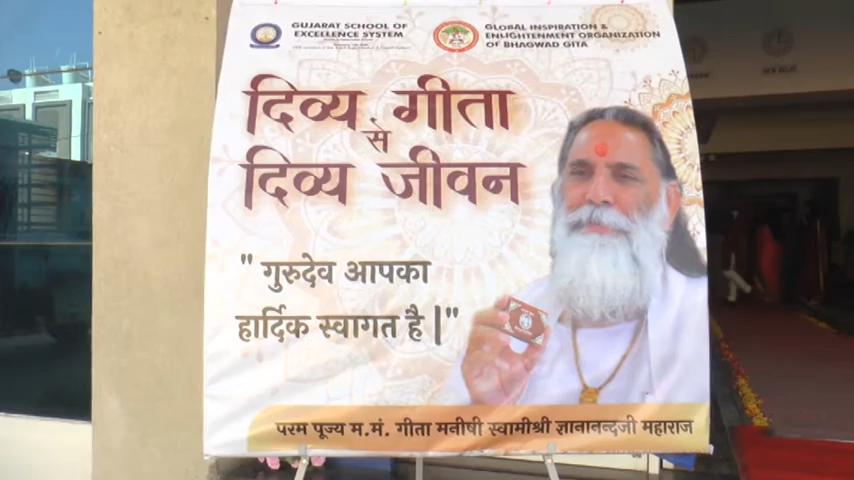 GUJARAT SCHOOL OF
EXCELLENCE SYSTEM
GLOBAL INSPIRATION &
ENLIGHTENMENT ORGANIZATION
OF BHAGWAD GITA
दिव्य से गीता
दिव्य जीवन
" गुरुदेव आपका
हार्दिक स्वागत है|"
परम पूज्य म.मं. गीता मनीषी स्वामीश्री ज्ञानानन्दजी महाराज